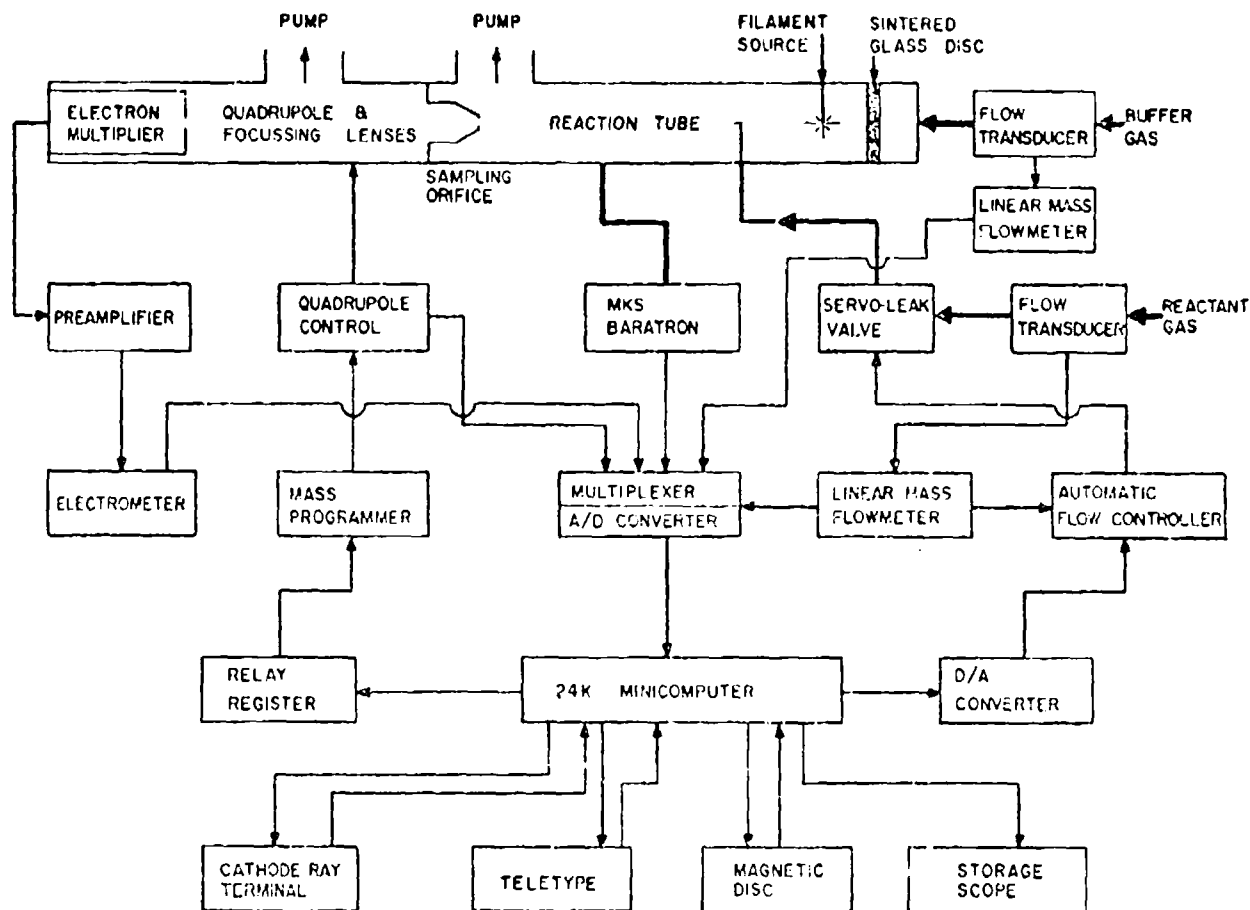 PUMP
PUMP
FILAMENT
SOURCE
SINTERED
GLASS DISC
ELECTRON
MULTIPLIER
QUADRUPOLE &
FOCUSSING LENSES
REACTION TUBE
FLOW
TRANSDUCER
BUFFER
GAS
SAMPLING
ORIFICE
LINEAR MASS
FLOWMETER
PREAMPLIFIER
QUADRUPOLE
CONTROL
MKS
BARATRON
SERVO-LEAK
VALVE
FLOW
TRANSDUCER
REACTANT
GAS
ELECTROMETER
MASS
PROGRAMMER
MULTIPLEXER
A/D CONVERTER
LINEAR MASS
FLOWMETER
AUTOMATIC
FLOW CONTROLLER
RELAY
REGISTER
24K MINICOMPUTER
D/A
CONVERTER
CATHODE RAY
TERMINAL
TELETYPE
MAGNETIC
DISC
STORAGE
SCOPE